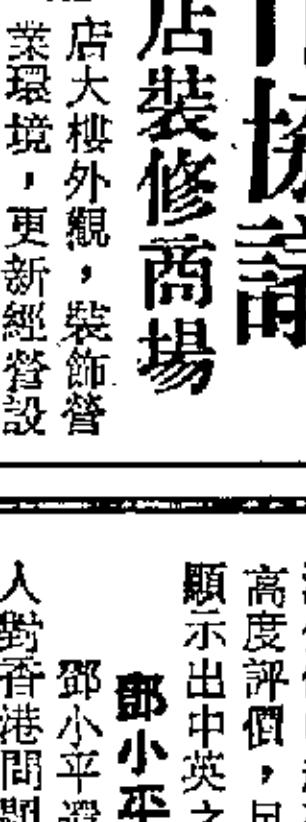 店裝修商場
店大樓外觀，裝飾營
業環境，更新經營設
高度評價，
顯示出中英之
鄧小平
鄧小平選
人對香港問題